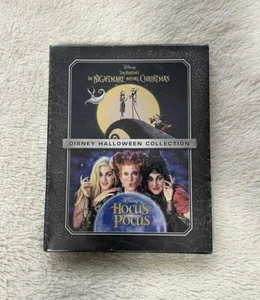 Disney
Tim Burton's
THE NIGHTMARE BEFORE CHRISTMAS
DISNEY HALLOWEEN COLLECTION
Disney
HOCUS
POCUS